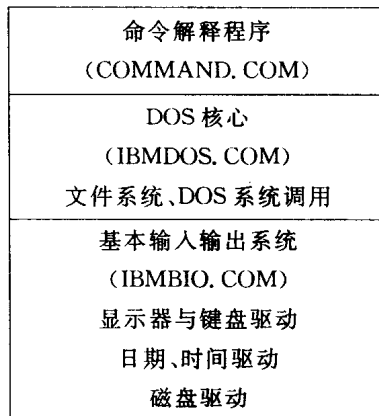 命令解释程序
(COMMAND. COM)
DOS 核心
(IBMDOS. COM)
文件系统、DOS 系统调用
基本输入输出系统
(IBMBIO. COM)
显示器与键盘驱动
日期、时间驱动
磁盘驱动